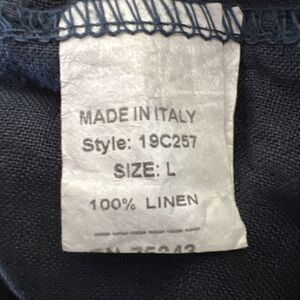 MADE IN ITALY
Style: 19C257
SIZE: L
100% LINEN